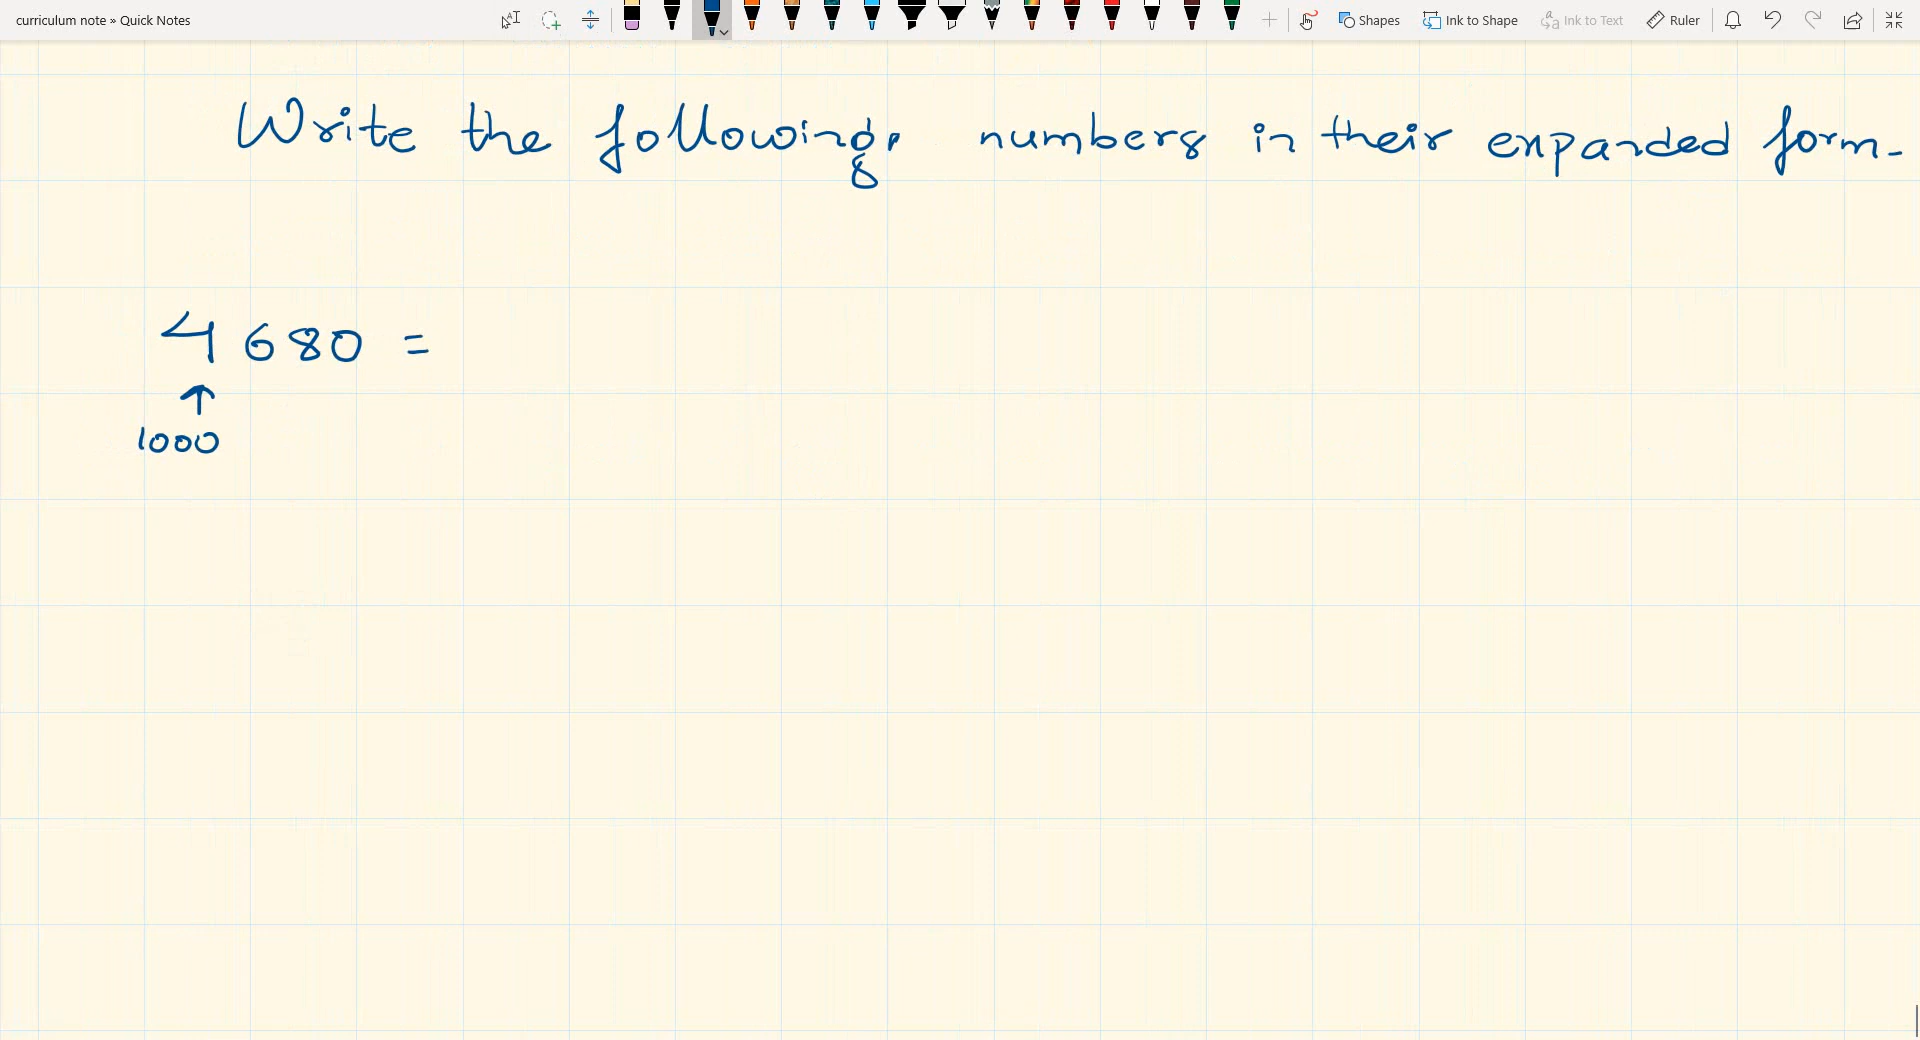 curriculum note » Quick Notes
Shapes Ink to Shape Ink to Text Ruler
Write the following numbers in their expanded form.
4680 =
↑
1000